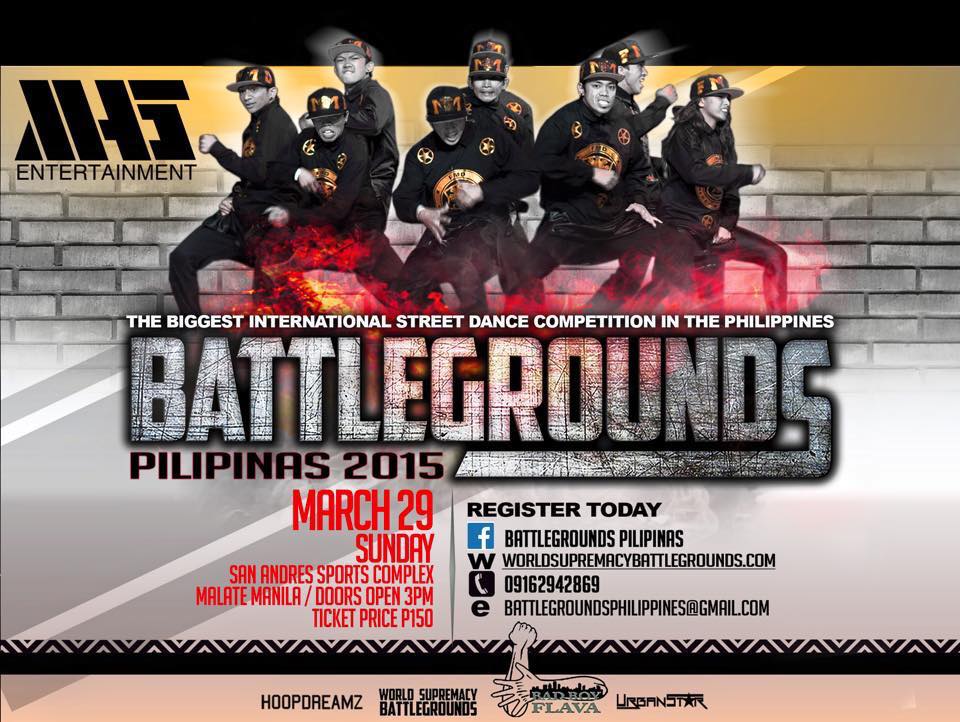 MHS
ENTERTAINMENT
FMD
THE BIGGEST INTERNATIONAL STREET DANCE COMPETITION IN THE PHILIPPINES
BATTLEGROUNDS
PILIPINAS 2015
MARCH 29
SUNDAY
SAN ANDRES SPORTS COMPLEX
MALATE MANILA / DOORS OPEN 3PM
TICKET PRICE P150
REGISTER TODAY
f BATTLEGROUNDS PILIPINAS
W WORLDSUPREMACYBATTLEGROUNDS.COM
09162942869
e BATTLEGROUNDSPHILIPPINES@GMAIL.COM
HOOPDREAMZ
WORLD SUPREMACY
BATTLEGROUNDS
BAD BOY
FLAVA
URBANSTAR